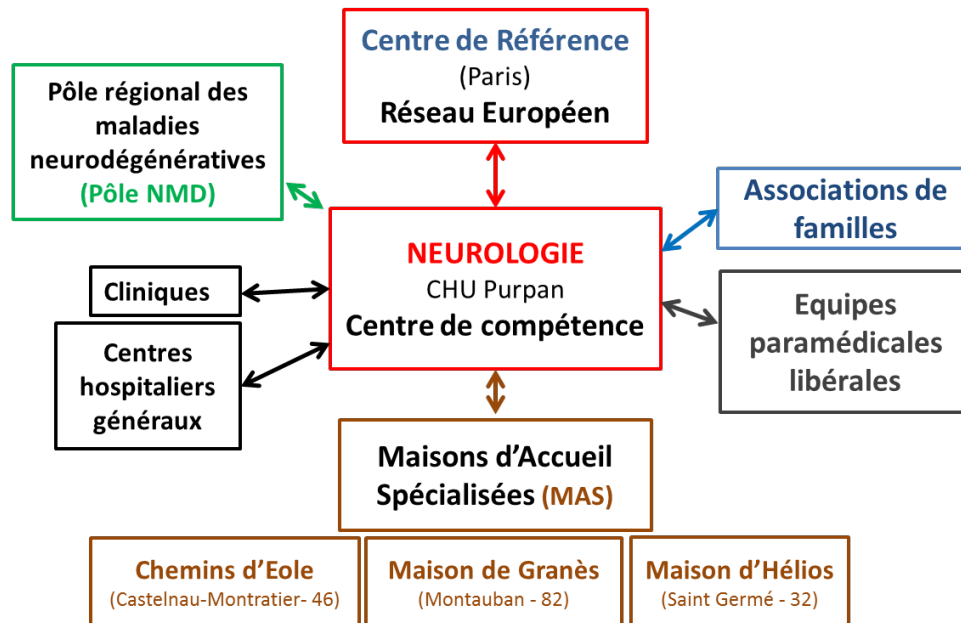 Centre de Référence
(Paris)
Réseau Européen
Pôle régional des
maladies
neurodégénératives
(Pôle NMD)
Associations de
familles
NEUROLOGIE
CHU Purpan
Centre de compétence
Cliniques
Centres
hospitaliers
généraux
Equipes
paramédicales
libérales
Maisons d’Accueil
Spécialisées (MAS)
Chemins d’Eole
(Castelnau-Montratier- 46)
Maison de Granès
(Montauban - 82)
Maison d’Hélios
(Saint Germé - 32)